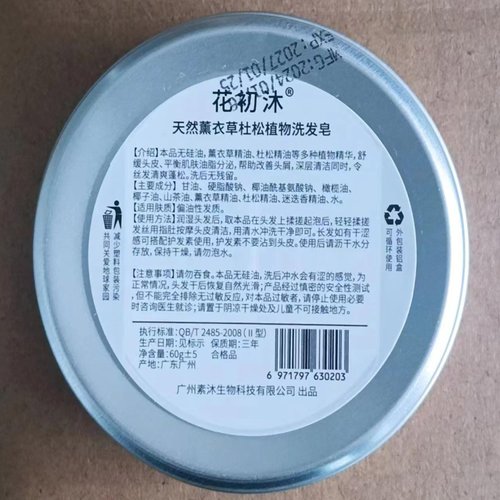 EXP: 2027/01/25
花初沐®
天然薰衣草杜松植物洗发皂
【介绍】本品无硅油，薰衣草精油、杜松精油等多种植物精华，舒
缓头皮、平衡肌肤油脂分泌，帮助改善头屑，深层清洁同时，令
丝发清爽蓬松。洗后无残留。
【主要成分】甘油、硬脂酸钠、椰油酰基氨酸钠、橄榄油、
椰子油、山茶油、薰衣草精油、杜松精油、迷迭香精油、水。
【适用肤质】偏油性发质。
【使用方法】润湿头发后，取本品在头发上揉搓起泡后，轻轻揉搓
发丝用指肚按摩头皮清洁，用清水冲洗干净即可。长发如有干涩
感可搭配护发素使用，护发素不要沾到头皮。使用后请沥干水分
存放，保持干燥，请勿泡水。
【注意事项】请勿吞食。本品无硅油，洗后冲水会有涩的感觉，为
正常情况，头发干后恢复自然光滑；产品经过慎密的安全性测试
，但不能完全排除无过敏反应，对本品过敏者，请停止使用必要
时咨询医生就诊；请置于阴凉干燥处及儿童不可接触地方。
执行标准：QB/T 2485-2008（Ⅱ型）
生产日期：见标示 保质期：三年
净含量：60g±5 合格品
产地：广东广州
6 971797 630203
广州素沐生物科技有限公司 出品
减少塑料包装污染
共同关爱地球家园
外包装铝盒
可循环使用